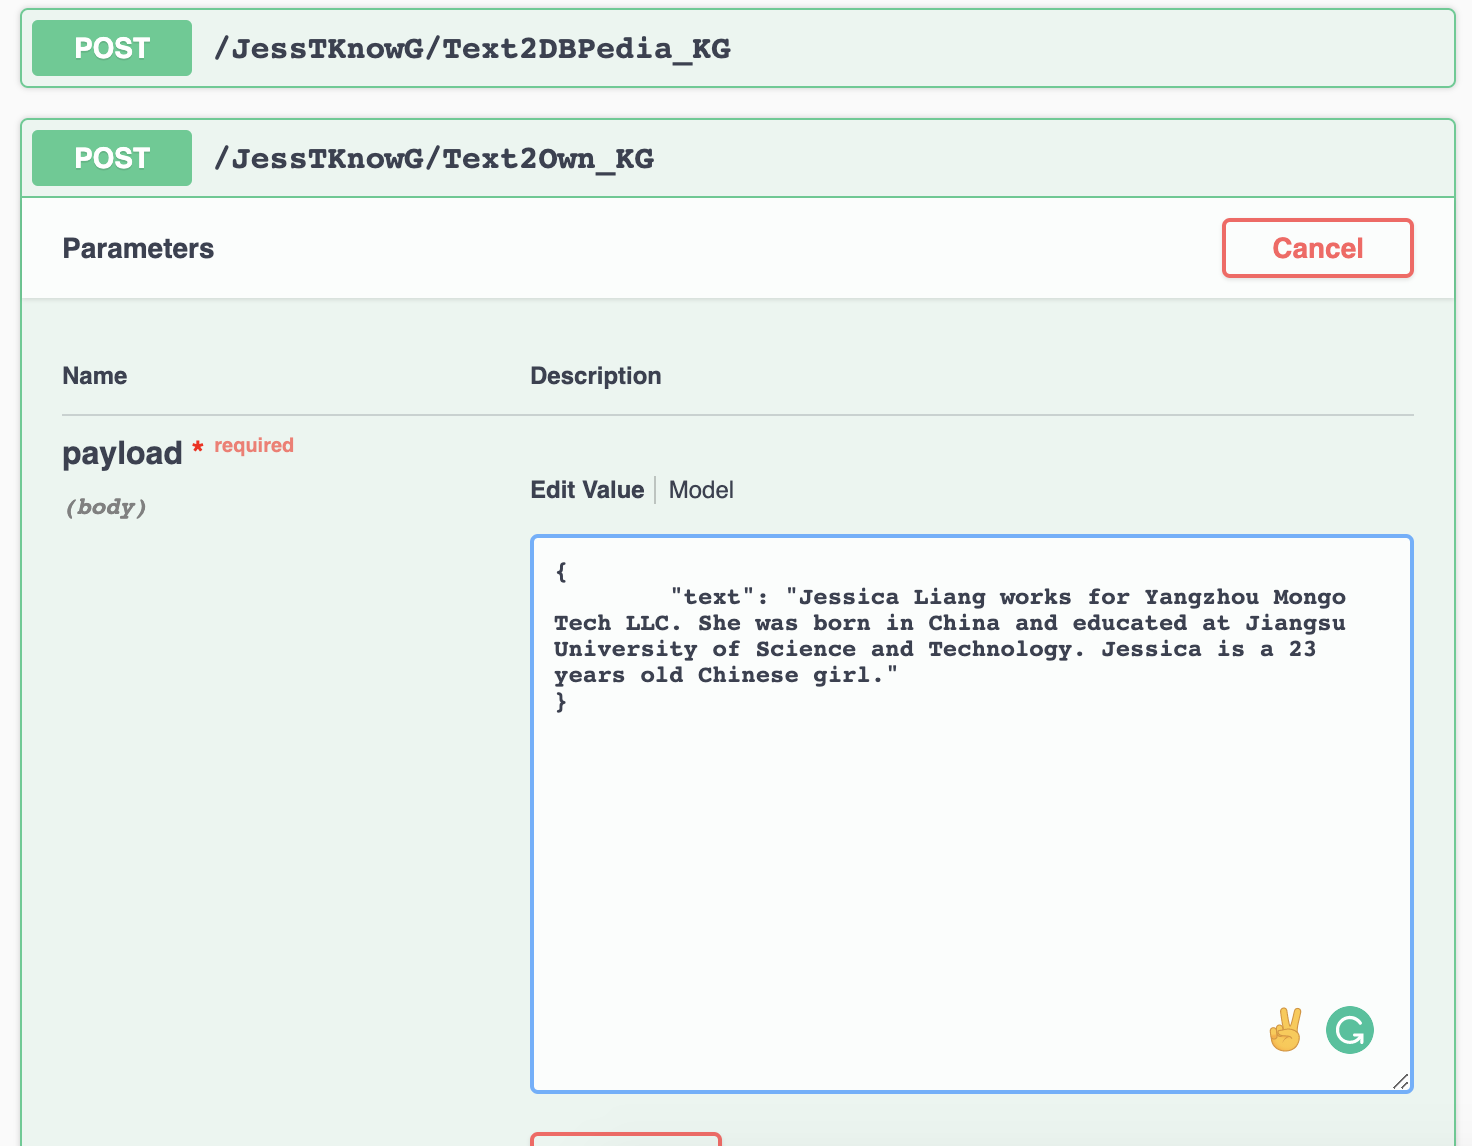 POST /JessTKnowG/Text2DBPedia_KG
POST /JessTKnowG/Text2Own_KG
Parameters
Cancel
Name Description
payload * required
(body)
Edit Value Model
{
"text": "Jessica Liang works for Yangzhou Mongo
Tech LLC. She was born in China and educated at Jiangsu
University of Science and Technology. Jessica is a 23
years old Chinese girl."
}